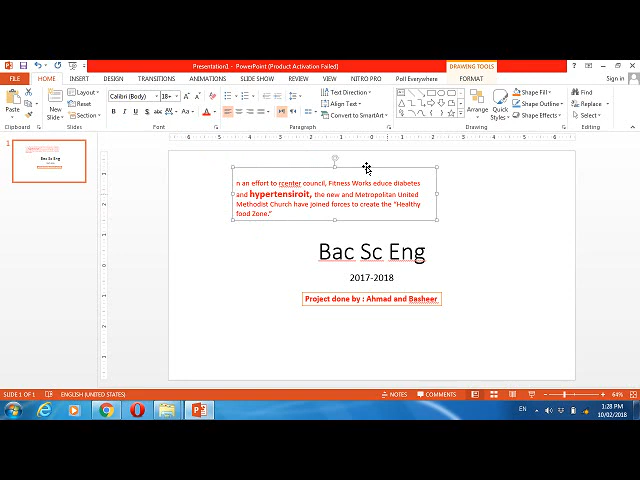 Presentation1 - PowerPoint (Product Activation Failed)
DRAWING TOOLS
FILE HOME INSERT DESIGN TRANSITIONS ANIMATIONS SLIDE SHOW REVIEW VIEW NITRO PRO Poll Everywhere FORMAT Sign in
Paste
New
Slide
Layout
Reset
Section
Calibri (Body) 18+
Text Direction
Align Text
Convert to SmartArt
Arrange
Quick
Styles
Shape Fill
Shape Outline
Shape Effects
Find
Replace
Select
Clipboard Slides Font Paragraph Drawing Editing
1
n an effort to rcenter council, Fitness Works educe diabetes
and hypertensiroit, the new and Metropolitan United
Methodist Church have joined forces to create the "Healthy
food Zone."
Bac Sc Eng
2017-2018
Project done by : Ahmad and Basheer
SLIDE 1 OF 1 ENGLISH (UNITED STATES) NOTES COMMENTS 64%
EN
1:28 PM
10/02/2018